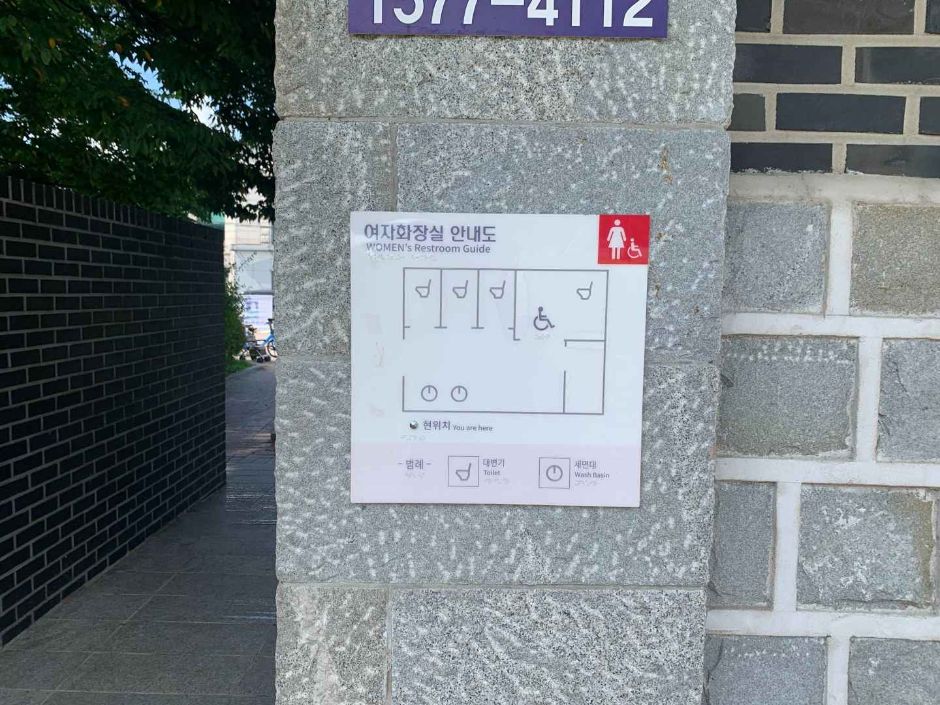 1577-4112
여자화장실 안내도
WOMEN's Restroom Guide
현위치 You are here
- 범례 -
대변기
Toilet
세면대
Wash Basin